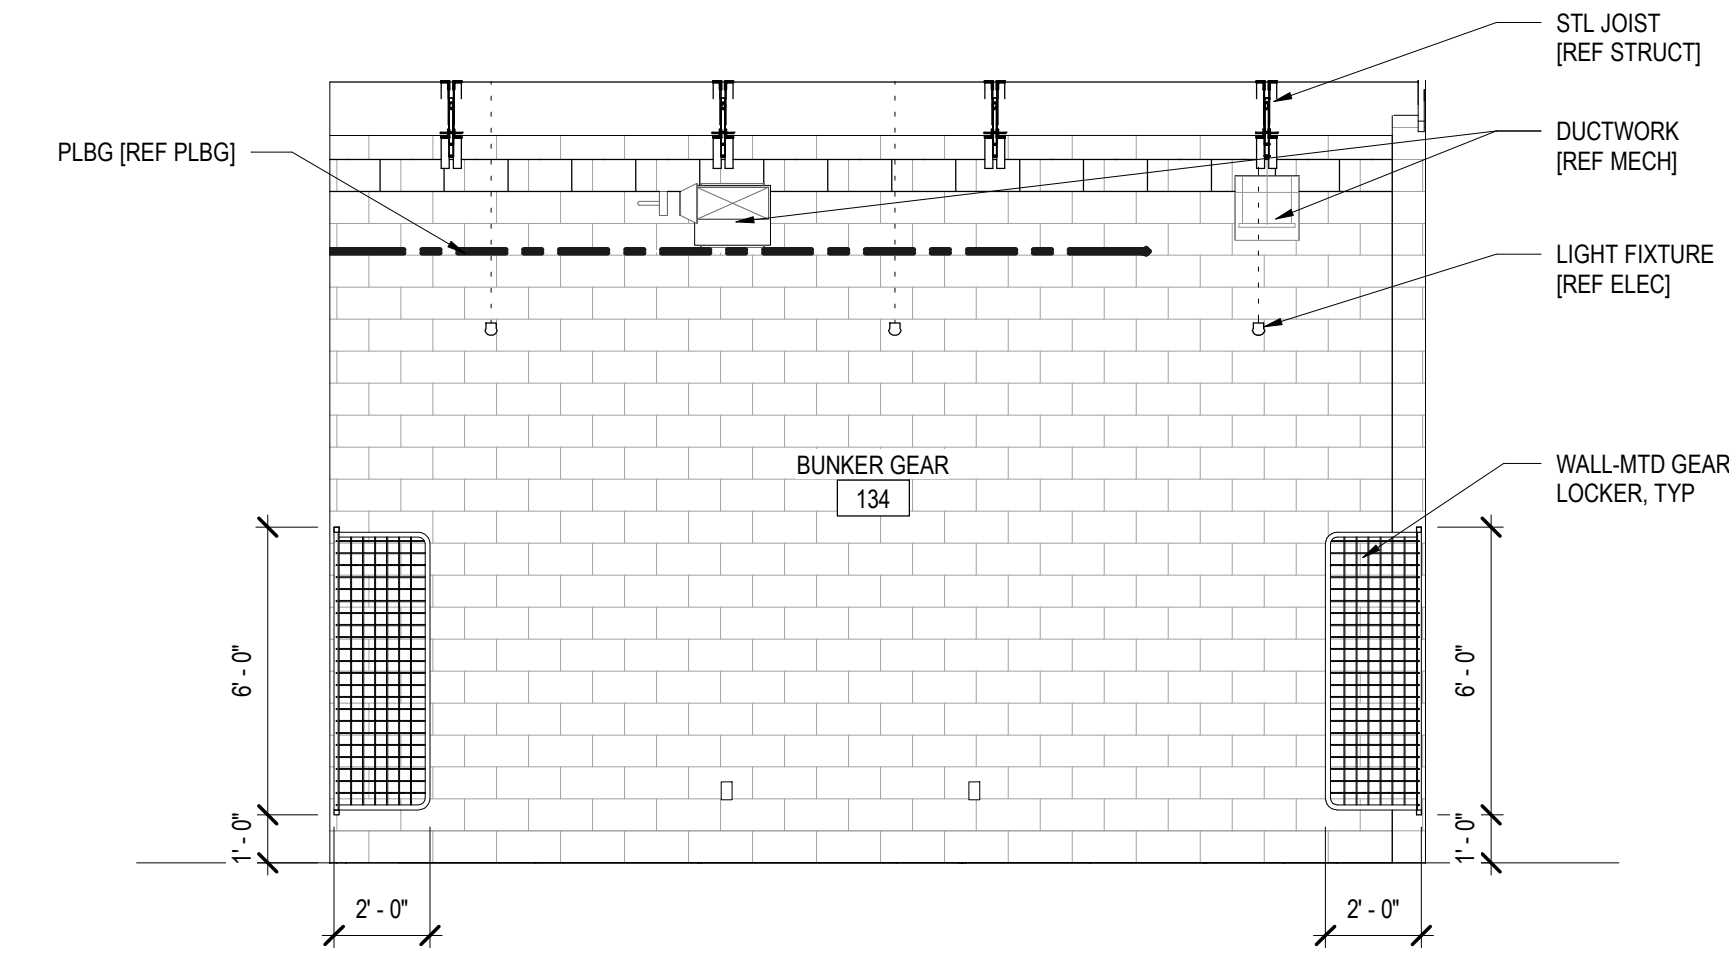 STL JOIST
[REF STRUCT]
PLBG [REF PLBG]
DUCTWORK
[REF MECH]
LIGHT FIXTURE
[REF ELEC]
BUNKER GEAR
134
WALL-MTD GEAR
LOCKER, TYP
6' - 0"
6' - 0"
1' - 0"
1' - 0"
2' - 0"
2' - 0"